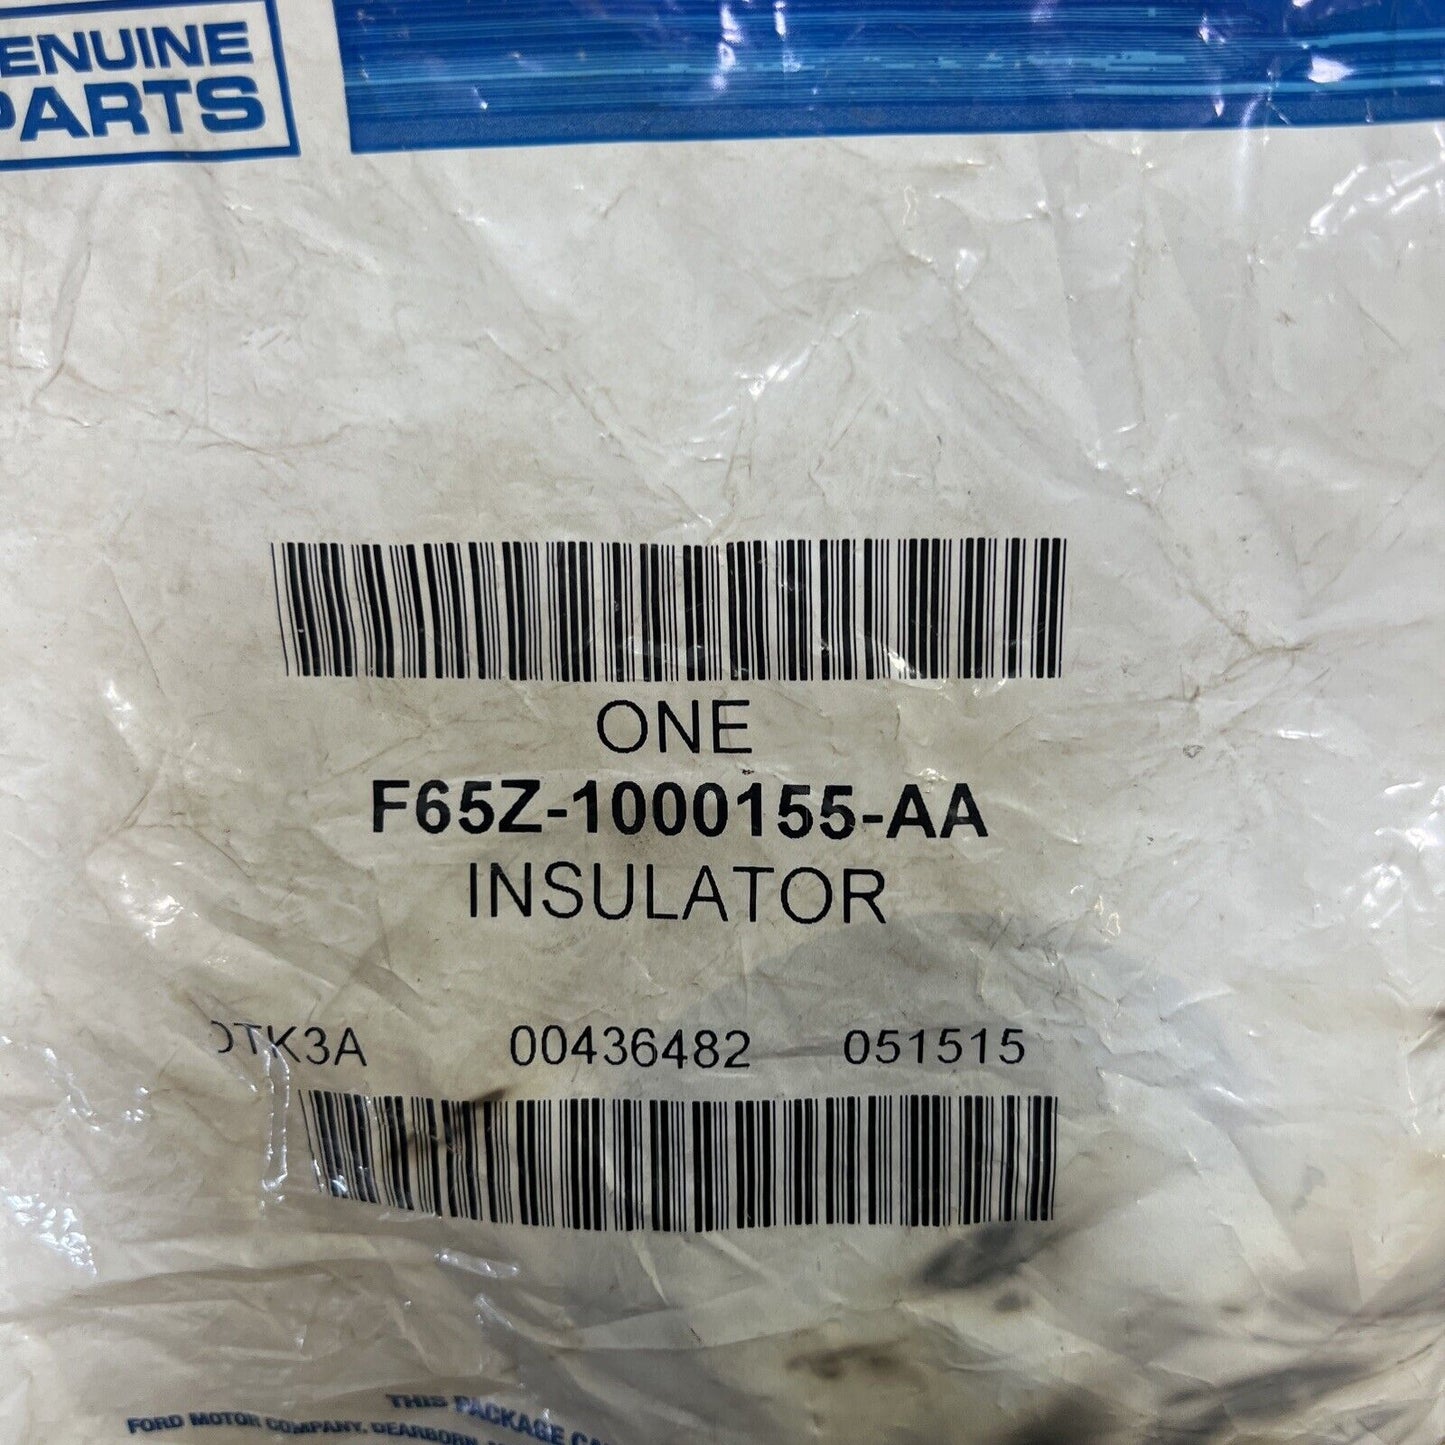 ENUINE
PARTS
ONE
F65Z-1000155-AA
INSULATOR
TK3A 00436482 051515
THIS PACKAGE
FORD MOTOR COMPANY, DEARBORN,